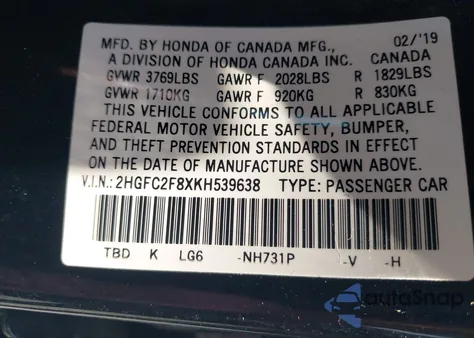 MFD. BY HONDA OF CANADA MFG., 02/'19
A DIVISION OF HONDA CANADA INC. CANADA
GVWR 3769LBS GAWR F 2028LBS R 1829LBS
GVWR 1710KG GAWR F 920KG R 830KG
THIS VEHICLE CONFORMS TO ALL APPLICABLE
FEDERAL MOTOR VEHICLE SAFETY, BUMPER,
AND THEFT PREVENTION STANDARDS IN EFFECT
ON THE DATE OF MANUFACTURE SHOWN ABOVE.
V.I.N.: 2HGFC2F8XKH539638 TYPE: PASSENGER CAR
TBD K LG6 -NH731P -V -H
autoSnap